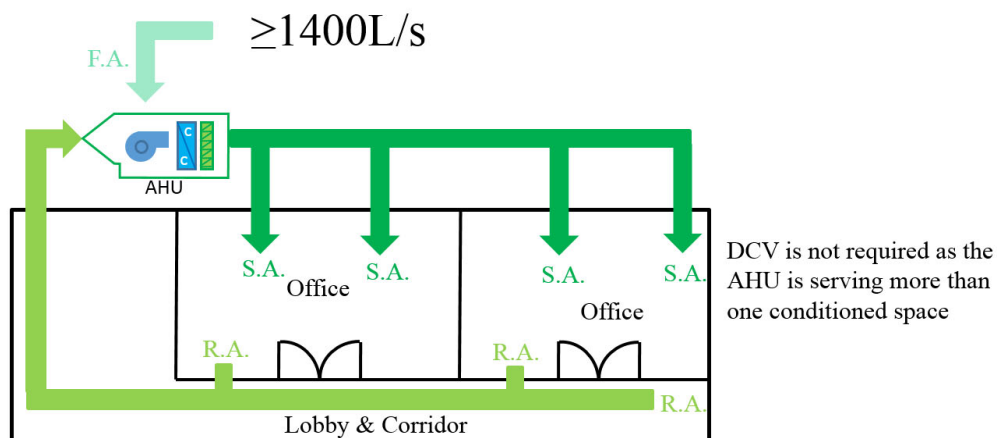 ≥1400L/s
F.A.
C
C
AHU
S.A.
S.A.
S.A.
S.A.
Office
Office
DCV is not required as the
AHU is serving more than
one conditioned space
R.A.
R.A.
R.A.
Lobby & Corridor